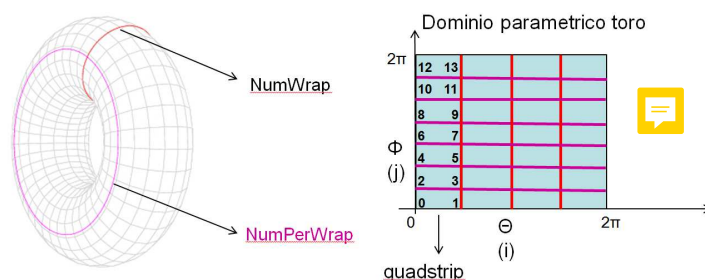 NumWrap
NumPerWrap
Dominio parametrico toro
2π
12 13
10 11
8 9
6 7
4 5
2 3
0 1
Φ
(j)
0
Θ
(i)
2π
quadstrip